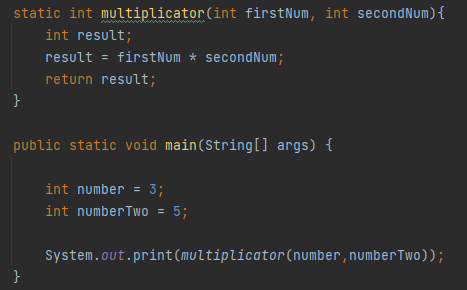 static int multiplicator(int firstNum, int secondNum){
int result;
result = firstNum * secondNum;
return result;
}
public static void main(String[] args) {
int number = 3;
int numberTwo = 5;
System.out.print(multiplicator(number,numberTwo));
}